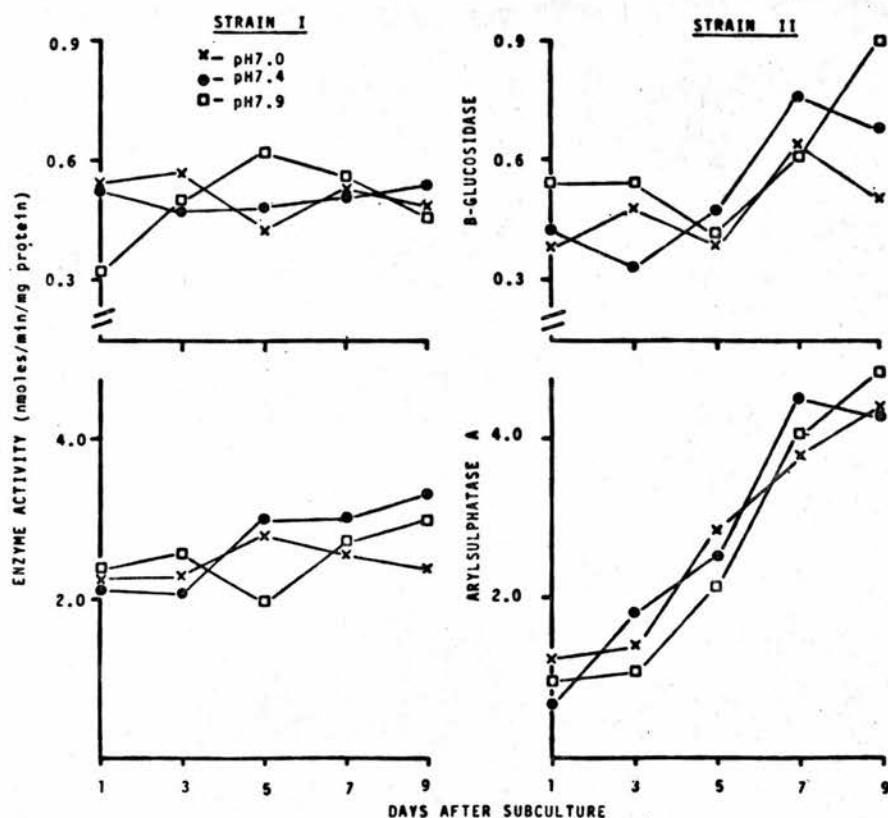 STRAIN I
STRAIN II
x – pH7.0
● – pH7.4
□ – pH7.9
0.9
0.6
0.3
0.9
0.6
0.3
B-GLUCOSIDASE
ENZYME ACTIVITY (nmoles/min/mg protein)
4.0
2.0
4.0
2.0
ARYLSULPHATASE A
1 3 5 7 9
1 3 5 7 9
DAYS AFTER SUBCULTURE